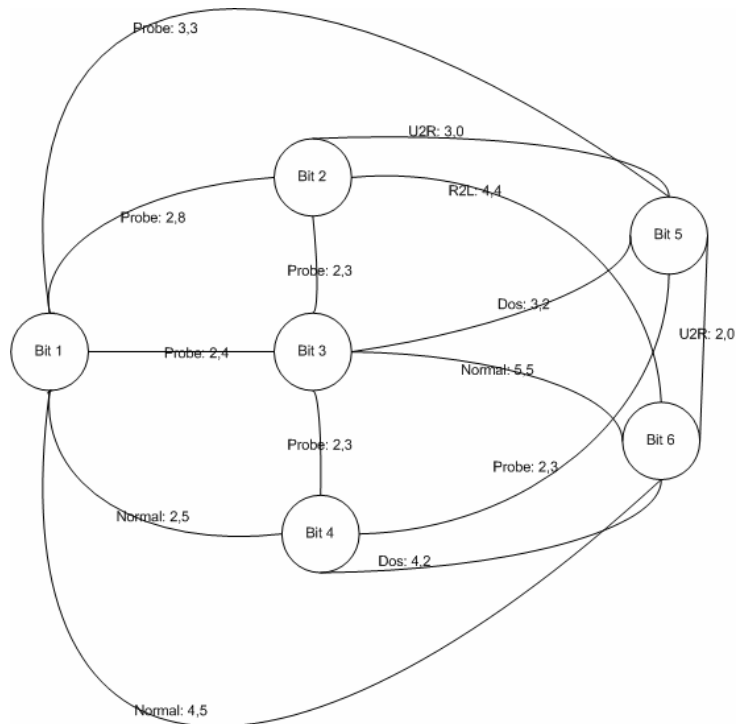 Probe: 3,3
U2R: 3,0
Bit 2
R2L: 4,4
Probe: 2,8
Bit 5
Probe: 2,3
Dos: 3,2
U2R: 2,0
Bit 1
Probe: 2,4
Bit 3
Normal: 5,5
Bit 6
Probe: 2,3
Probe: 2,3
Normal: 2,5
Bit 4
Dos: 4,2
Normal: 4,5